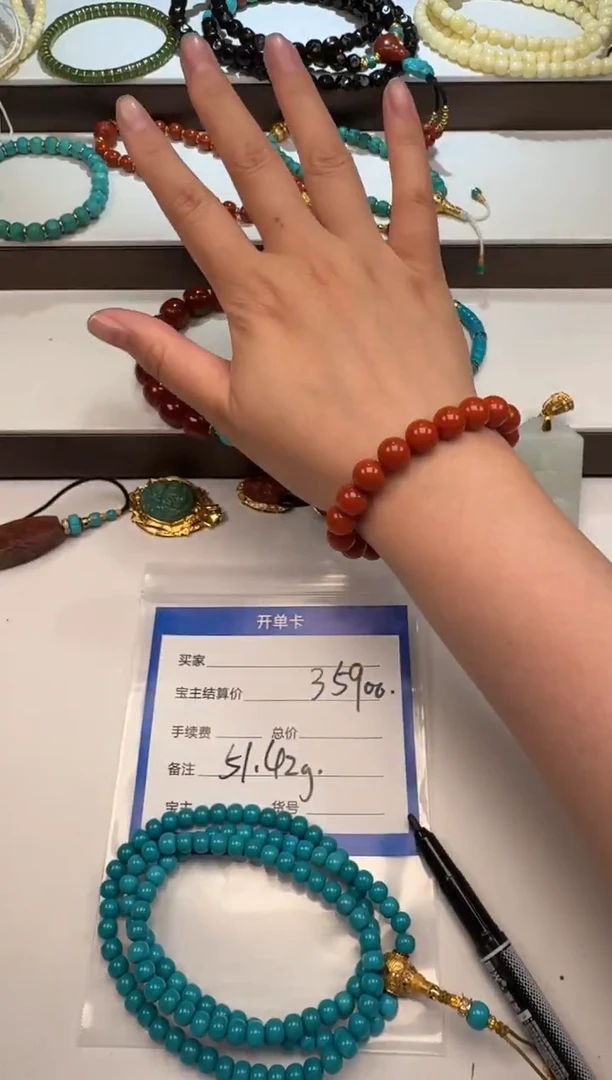 开单卡
买家
宝主结算价 35900.
手续费 总价
备注 51.42g.
宝主 货号